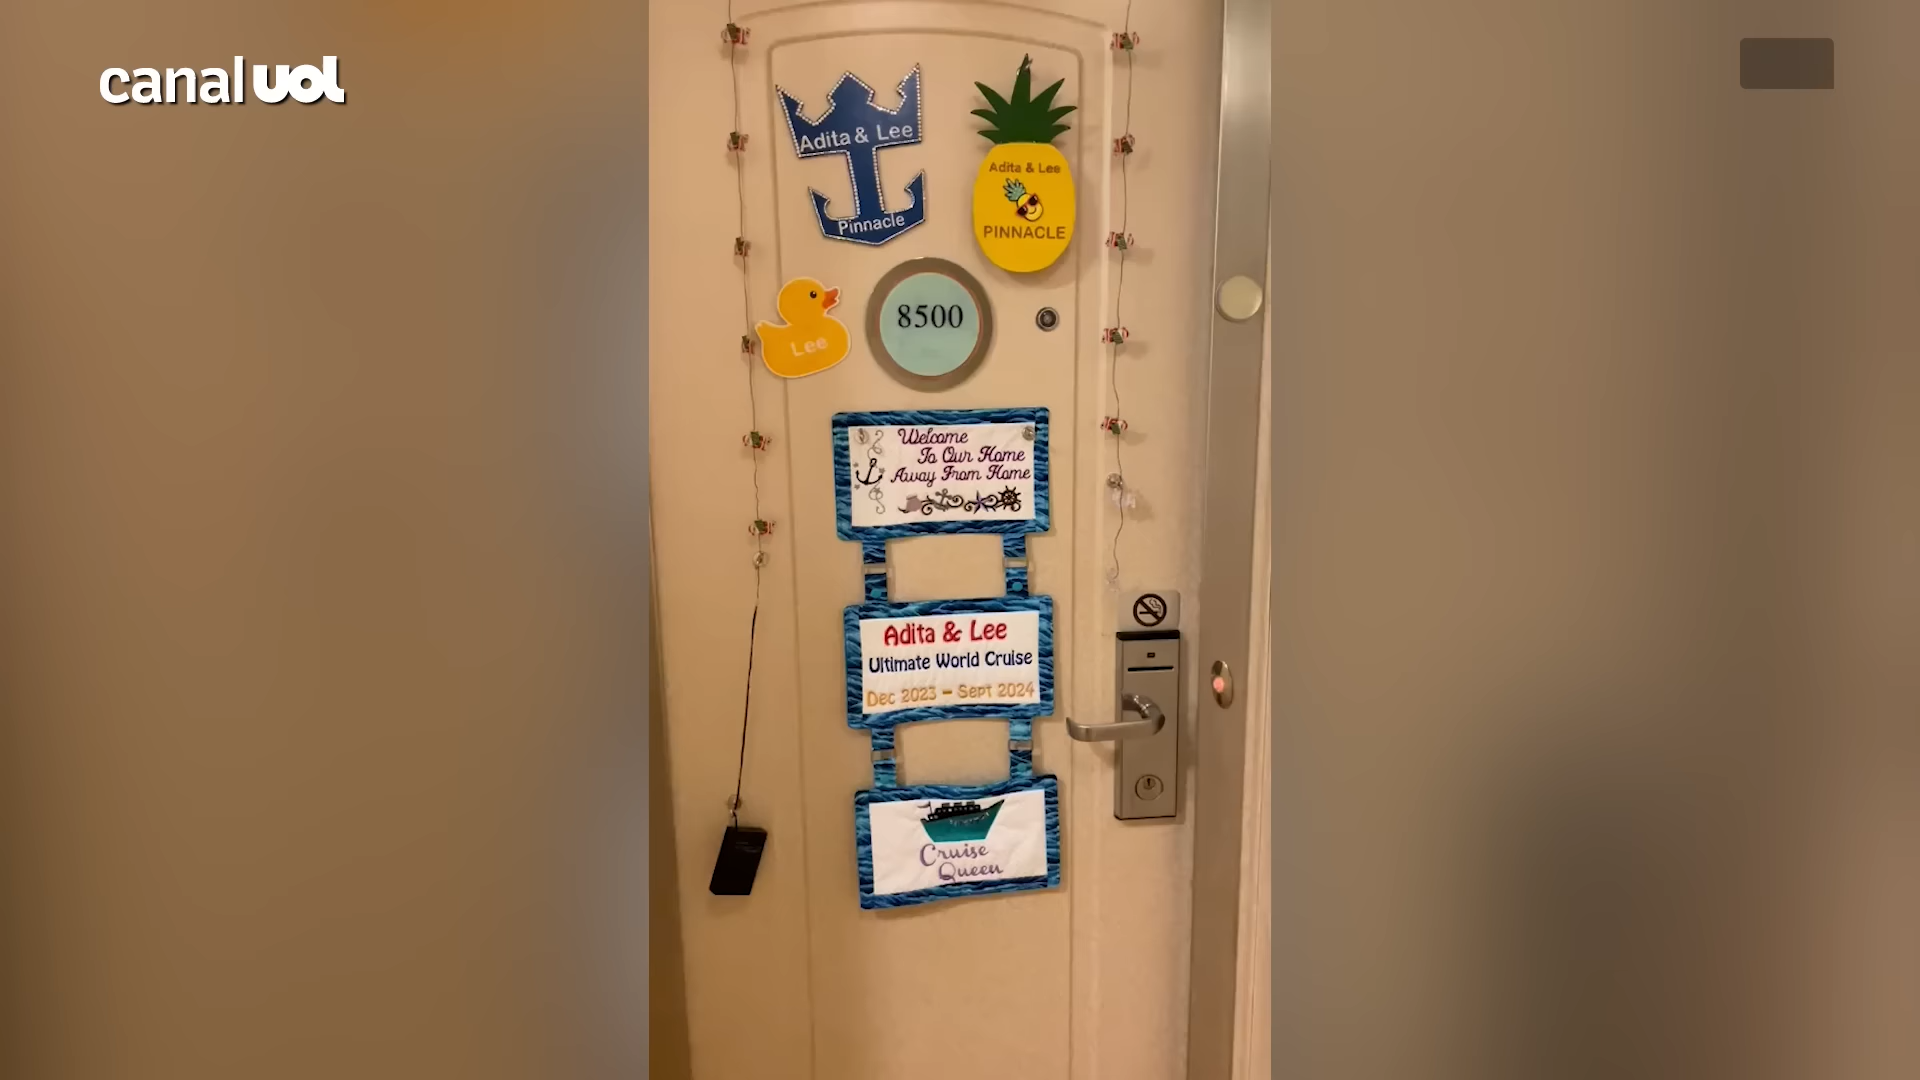 canal uol
Adita & Lee
Pinnacle
Adita & Lee
PINNACLE
Lee
8500
Welcome
To Our Home
Away From Home
Adita & Lee
Ultimate World Cruise
Dec 2023 - Sept 2024
Cruise
Queen